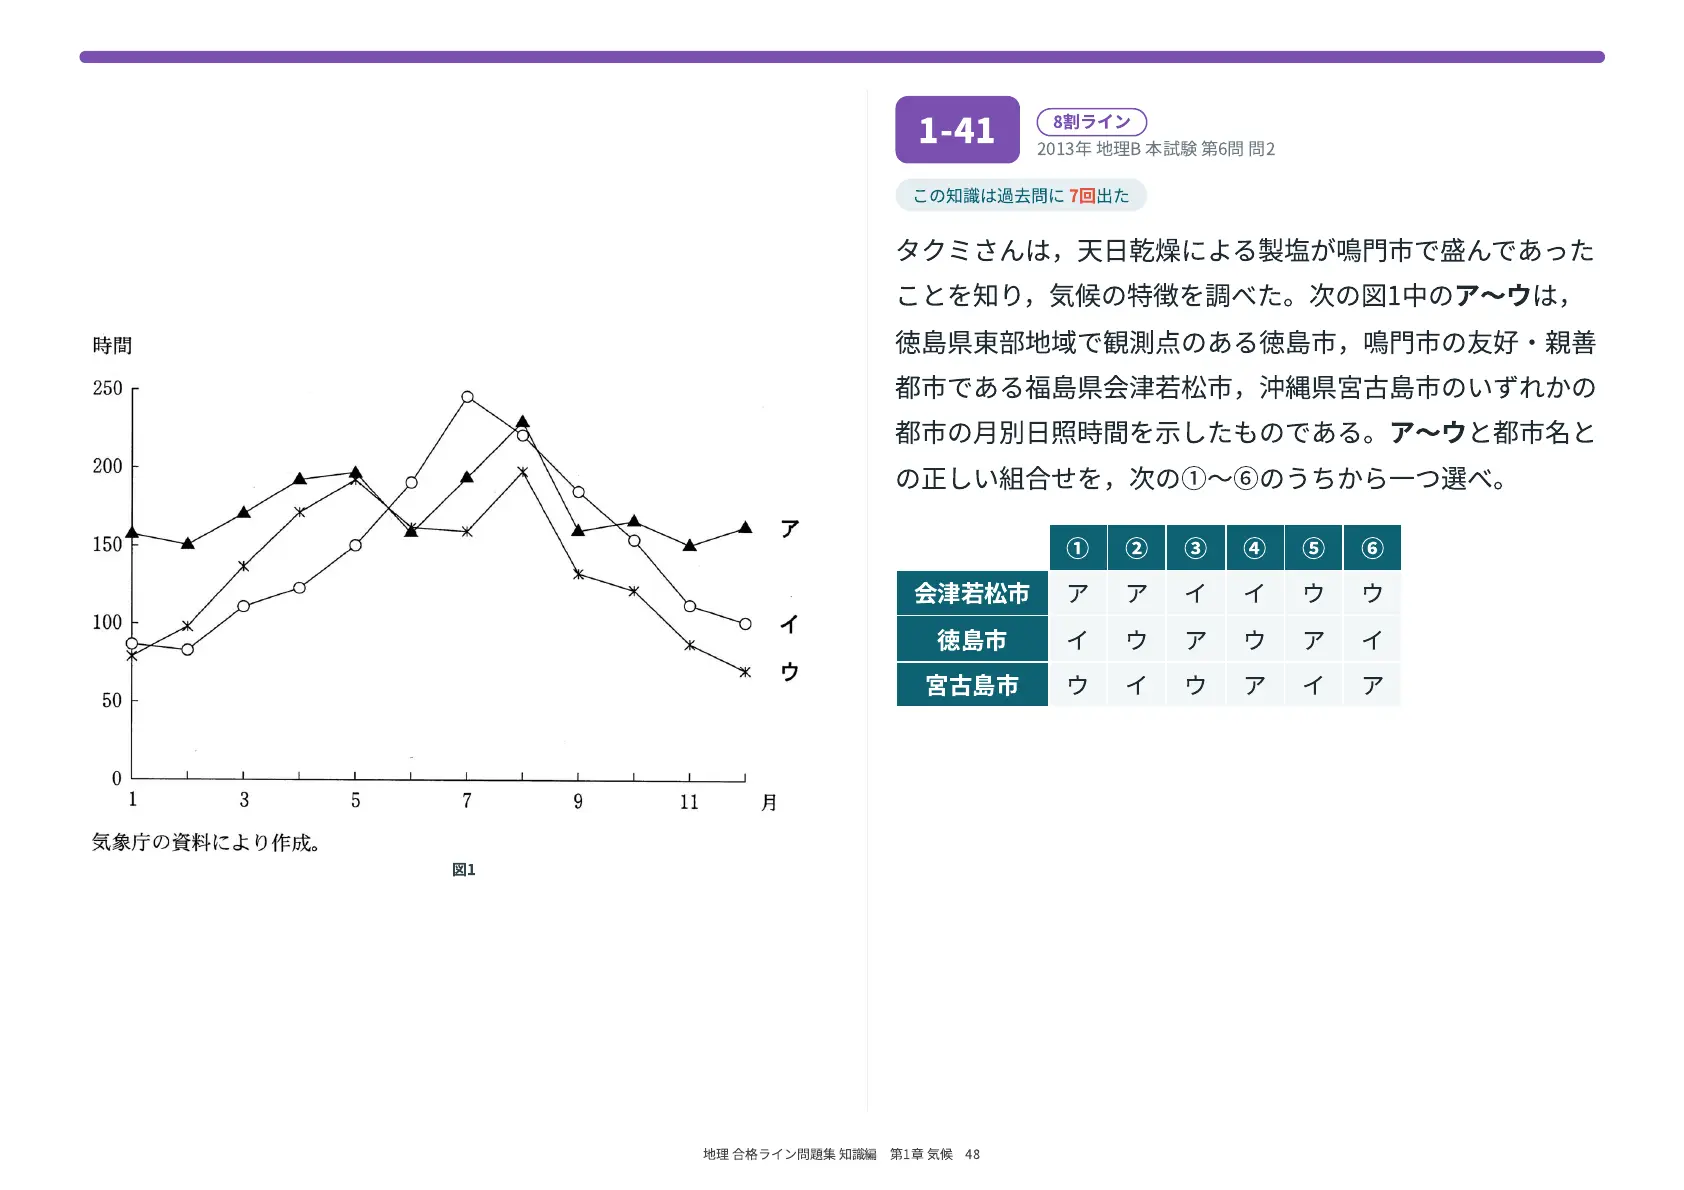 時間
250
200
150
100
50
0
1 3 5 7 9 11 月
ア
イ
ウ
気象庁の資料により作成。
図1
1-41
8割ライン
2013年 地理B 本試験 第6問 問2
この知識は過去問に 7回出た
タクミさんは，天日乾燥による製塩が鳴門市で盛んであった
ことを知り，気候の特徴を調べた。次の図1中のア～ウは，
徳島県東部地域で観測点のある徳島市，鳴門市の友好・親善
都市である福島県会津若松市，沖縄県宮古島市のいずれかの
都市の月別日照時間を示したものである。ア～ウと都市名と
の正しい組合せを，次の①～⑥のうちから一つ選べ。
① ② ③ ④ ⑤ ⑥
会津若松市 ア ア イ イ ウ ウ
徳島市 イ ウ ア ウ ア イ
宮古島市 ウ イ ウ ア イ ア
地理 合格ライン問題集 知識編 第1章 気候 48